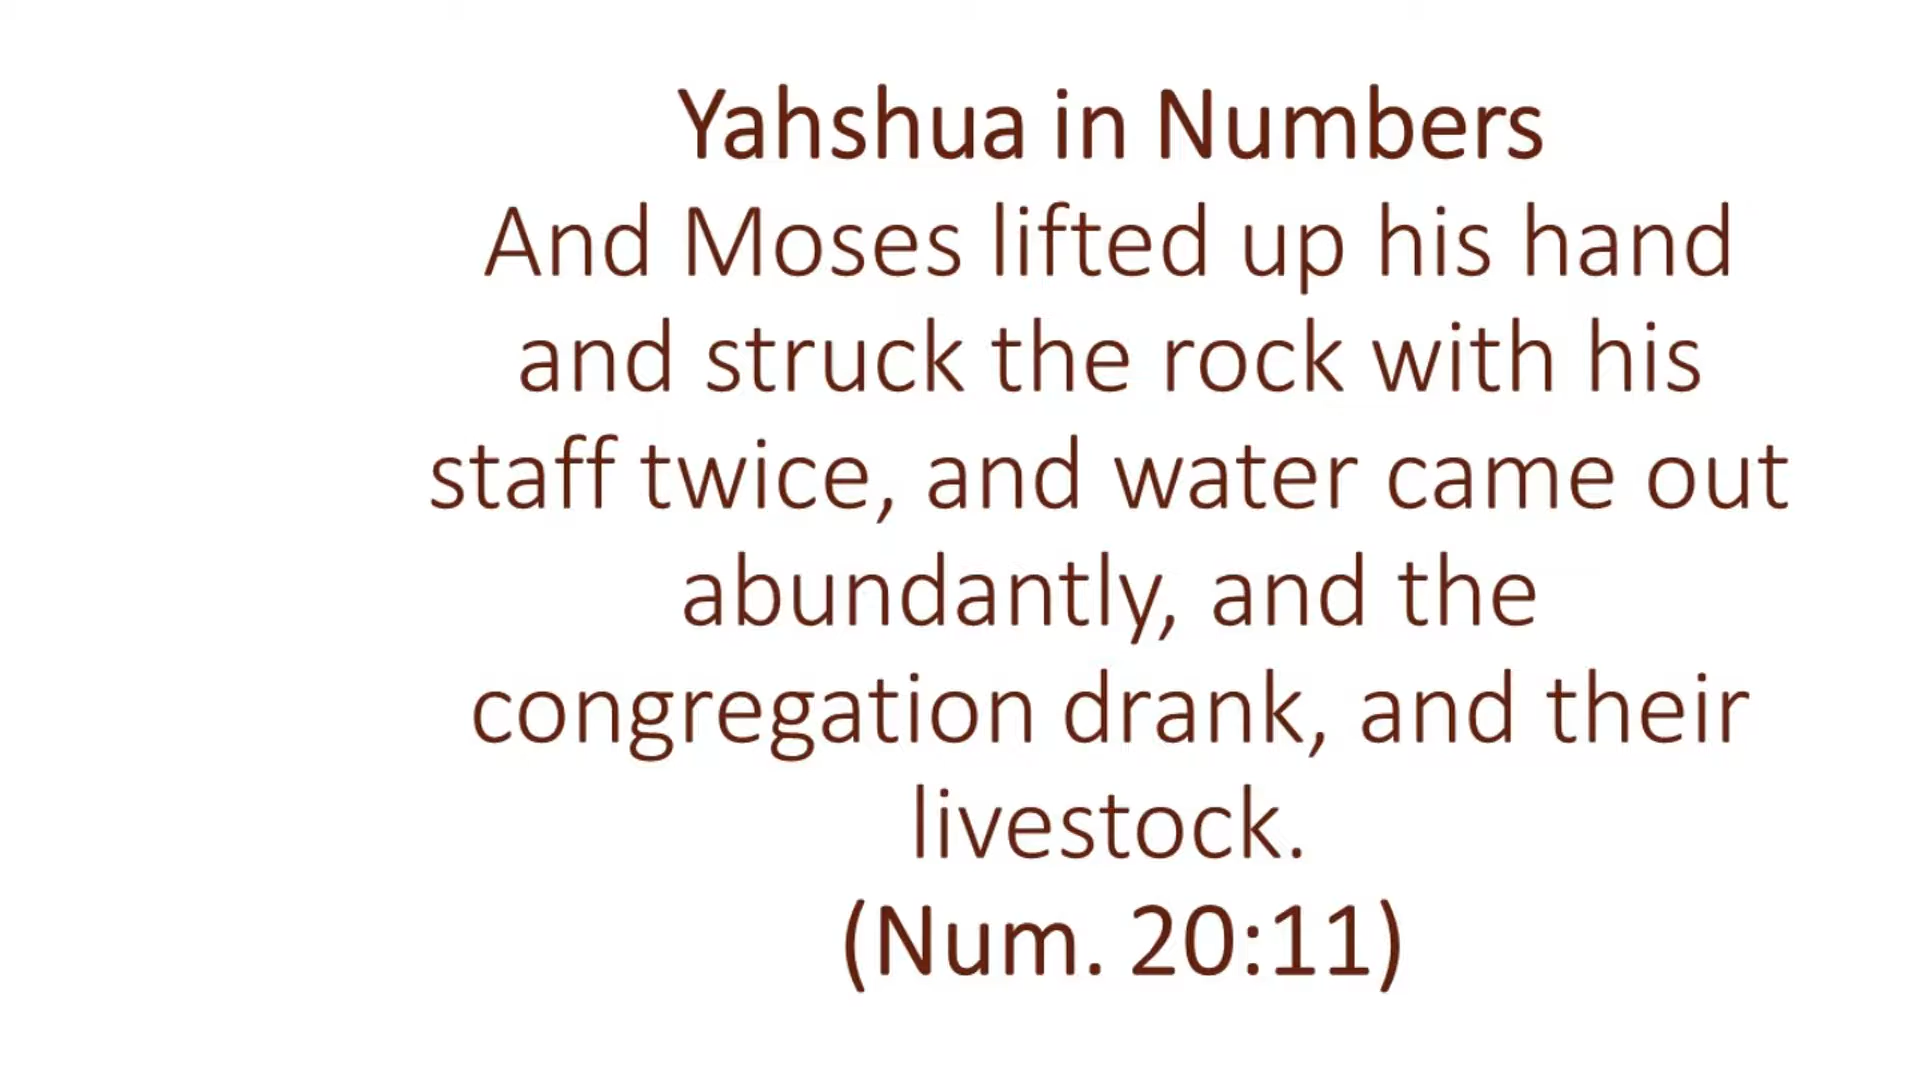 Yahshua in Numbers
And Moses lifted up his hand
and struck the rock with his
staff twice, and water came out
abundantly, and the
congregation drank, and their
livestock.
(Num. 20:11)